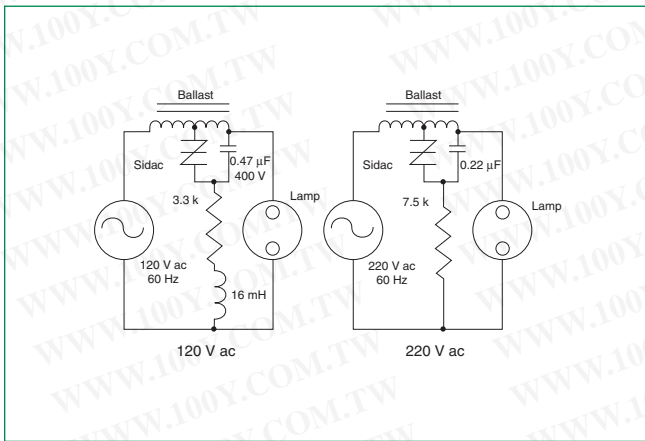 Ballast
Sidac
0.47 µF
400 V
3.3 k
Lamp
120 V ac
60 Hz
16 mH
120 V ac
Ballast
Sidac
0.22 µF
7.5 k
Lamp
220 V ac
60 Hz
220 V ac
WWW.100Y.COM.TW